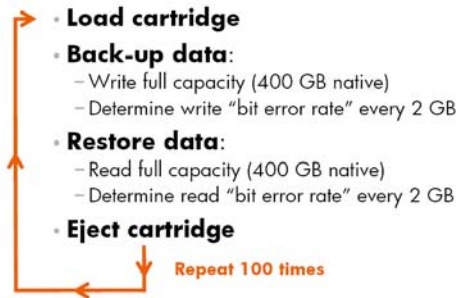 • Load cartridge
• Back-up data:
– Write full capacity (400 GB native)
– Determine write “bit error rate” every 2 GB
• Restore data:
– Read full capacity (400 GB native)
– Determine read “bit error rate” every 2 GB
• Eject cartridge
Repeat 100 times